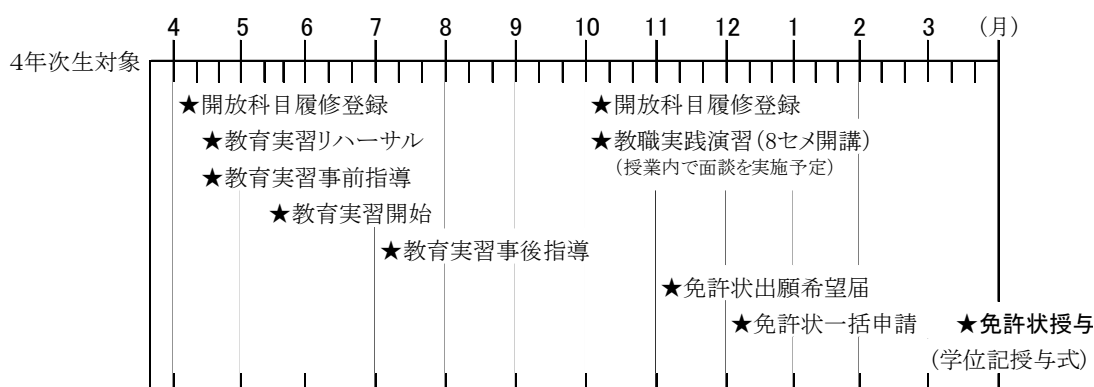 4 5 6 7 8 9 10 11 12 1 2 3 (月)
4年次生対象
★開放科目履修登録 ★開放科目履修登録
★教育実習リハーサル ★教職実践演習(8セメ開講)
(授業内で面談を実施予定)
★教育実習事前指導
★教育実習開始
★教育実習事後指導
★免許状出願希望届
★免許状一括申請 ★免許状授与
(学位記授与式)